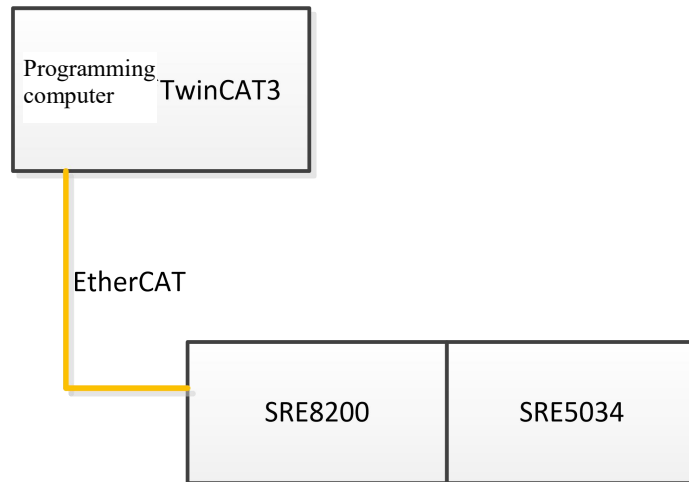 Programming
computer
TwinCAT3
EtherCAT
SRE8200
SRE5034